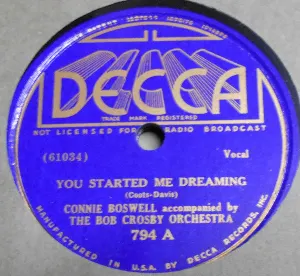 DECCA
TRADE MARK REGISTERED
NOT LICENSED FOR RADIO BROADCAST
(61034) Vocal
YOU STARTED ME DREAMING
(Coots-Davis)
CONNIE BOSWELL accompanied by
THE BOB CROSBY ORCHESTRA
794 A
MANUFACTURED IN U.S.A. BY DECCA RECORDS, INC.